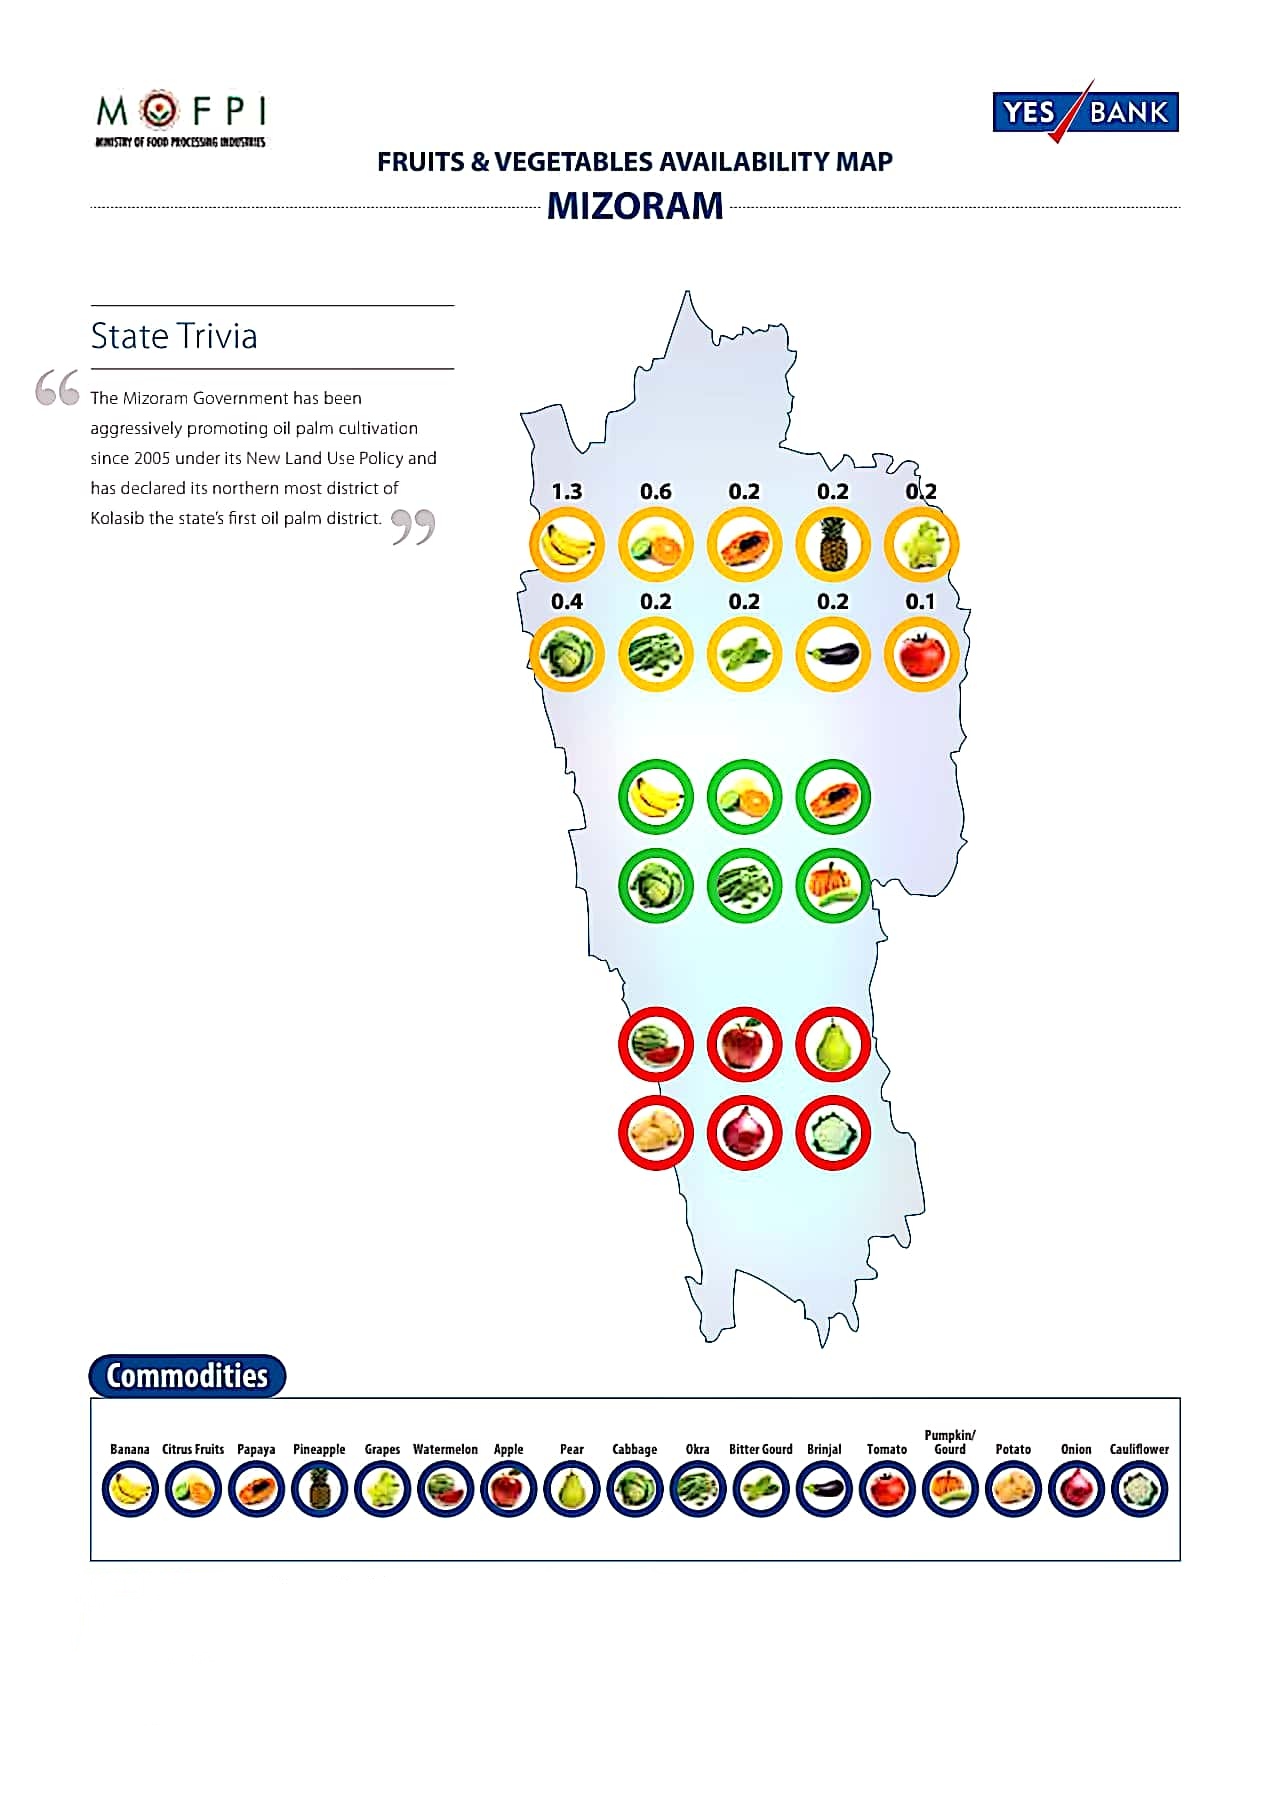 M FPI
MINISTRY OF FOOD PROCESSING INDUSTRIES
YES BANK
FRUITS & VEGETABLES AVAILABILITY MAP
MIZORAM
State Trivia
“ The Mizoram Government has been
aggressively promoting oil palm cultivation
since 2005 under its New Land Use Policy and
has declared its northern most district of
Kolasib the state's first oil palm district. ”
1.3 0.6 0.2 0.2 0.2
0.4 0.2 0.2 0.2 0.1
Commodities
Banana Citrus Fruits Papaya Pineapple Grapes Watermelon Apple Pear Cabbage Okra Bitter Gourd Brinjal Tomato Pumpkin/ Gourd Potato Onion Cauliflower